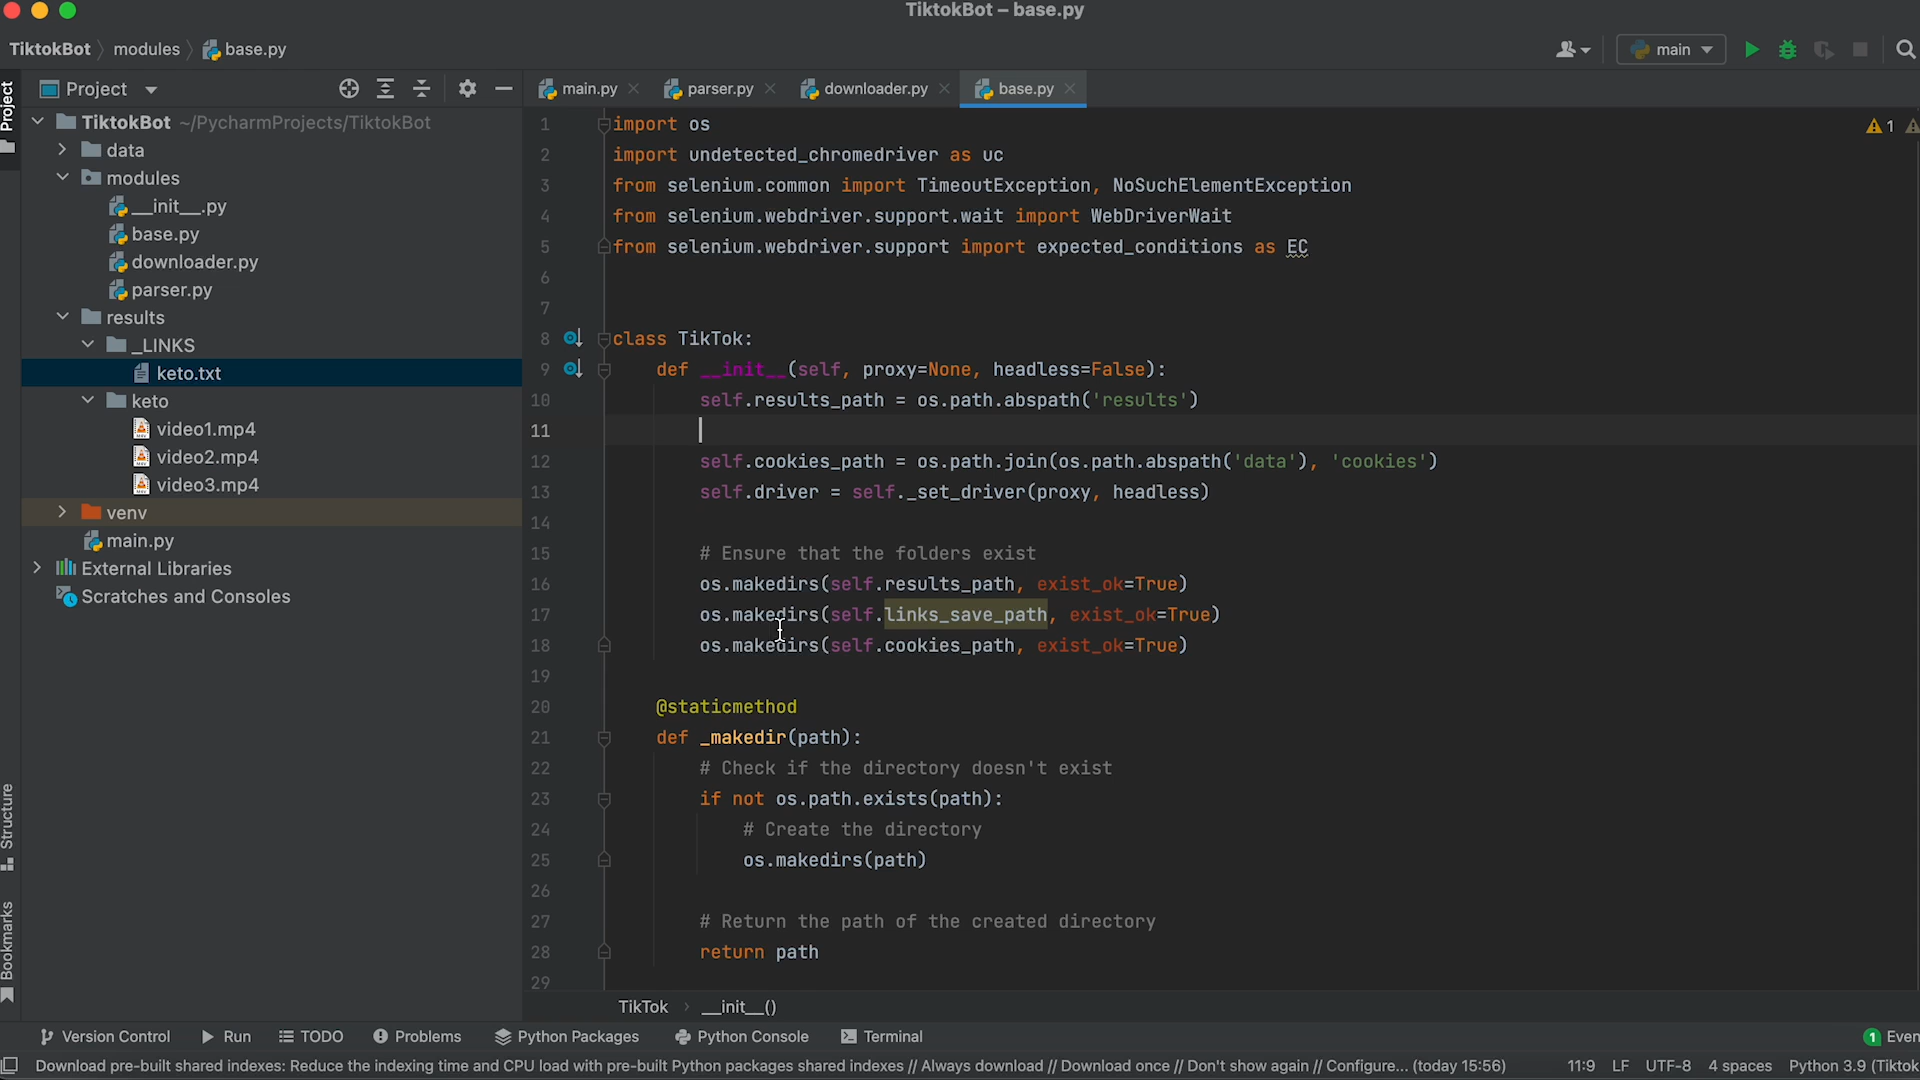 TiktokBot – base.py
TiktokBot modules base.py
main
Project
Project
TiktokBot ~/PycharmProjects/TiktokBot
data
modules
__init__.py
base.py
downloader.py
parser.py
results
_LINKS
keto.txt
keto
video1.mp4
video2.mp4
video3.mp4
venv
main.py
External Libraries
Scratches and Consoles
Structure
Bookmarks
main.py parser.py downloader.py base.py
1 import os
1
2 import undetected_chromedriver as uc
3 from selenium.common import TimeoutException, NoSuchElementException
4 from selenium.webdriver.support.wait import WebDriverWait
5 from selenium.webdriver.support import expected_conditions as EC
6
7
8 class TikTok:
9 def __init__(self, proxy=None, headless=False):
10 self.results_path = os.path.abspath('results')
11
12 self.cookies_path = os.path.join(os.path.abspath('data'), 'cookies')
13 self.driver = self._set_driver(proxy, headless)
14
15 # Ensure that the folders exist
16 os.makedirs(self.results_path, exist_ok=True)
17 os.makedirs(self.links_save_path, exist_ok=True)
18 os.makedirs(self.cookies_path, exist_ok=True)
19
20 @staticmethod
21 def _makedir(path):
22 # Check if the directory doesn't exist
23 if not os.path.exists(path):
24 # Create the directory
25 os.makedirs(path)
26
27 # Return the path of the created directory
28 return path
29
TikTok __init__()
Version Control Run TODO Problems Python Packages Python Console Terminal 1 Even
Download pre-built shared indexes: Reduce the indexing time and CPU load with pre-built Python packages shared indexes // Always download // Download once // Don't show again // Configure... (today 15:56) 11:9 LF UTF-8 4 spaces Python 3.9 (Tiktok